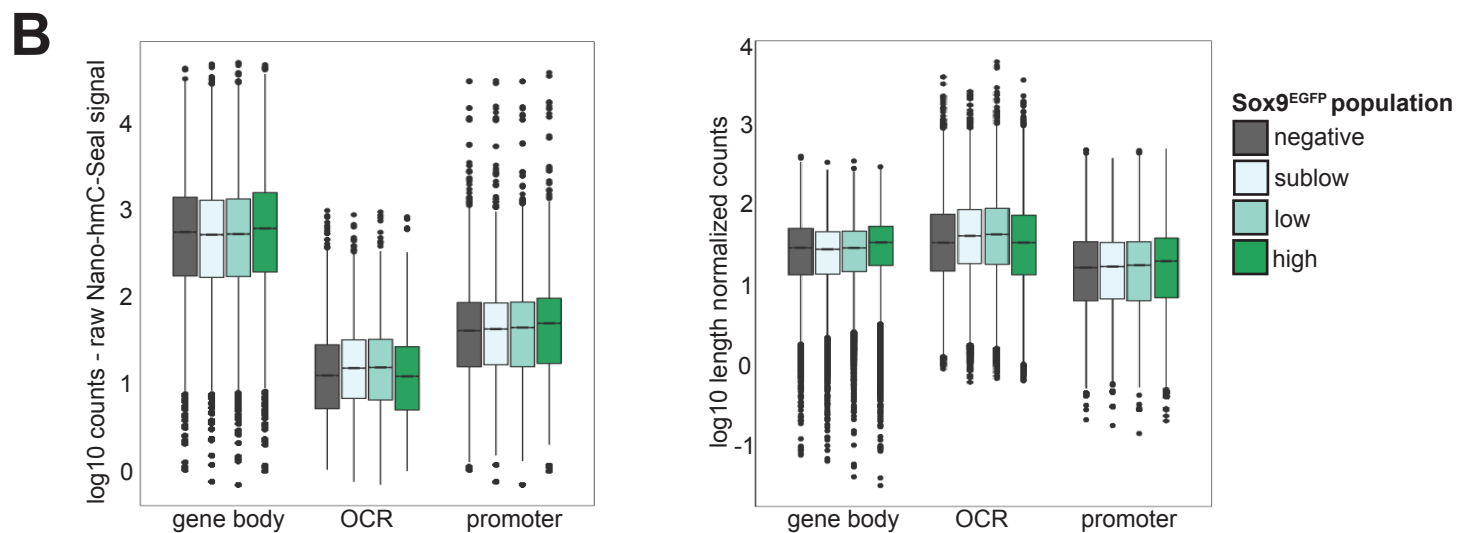 B
log10 counts - raw Nano-hmC-Seal signal
4
3
2
1
0
gene body
OCR
promoter
log10 length normalized counts
4
3
2
1
0
-1
gene body
OCR
promoter
Sox9EGFP population
negative
sublow
low
high